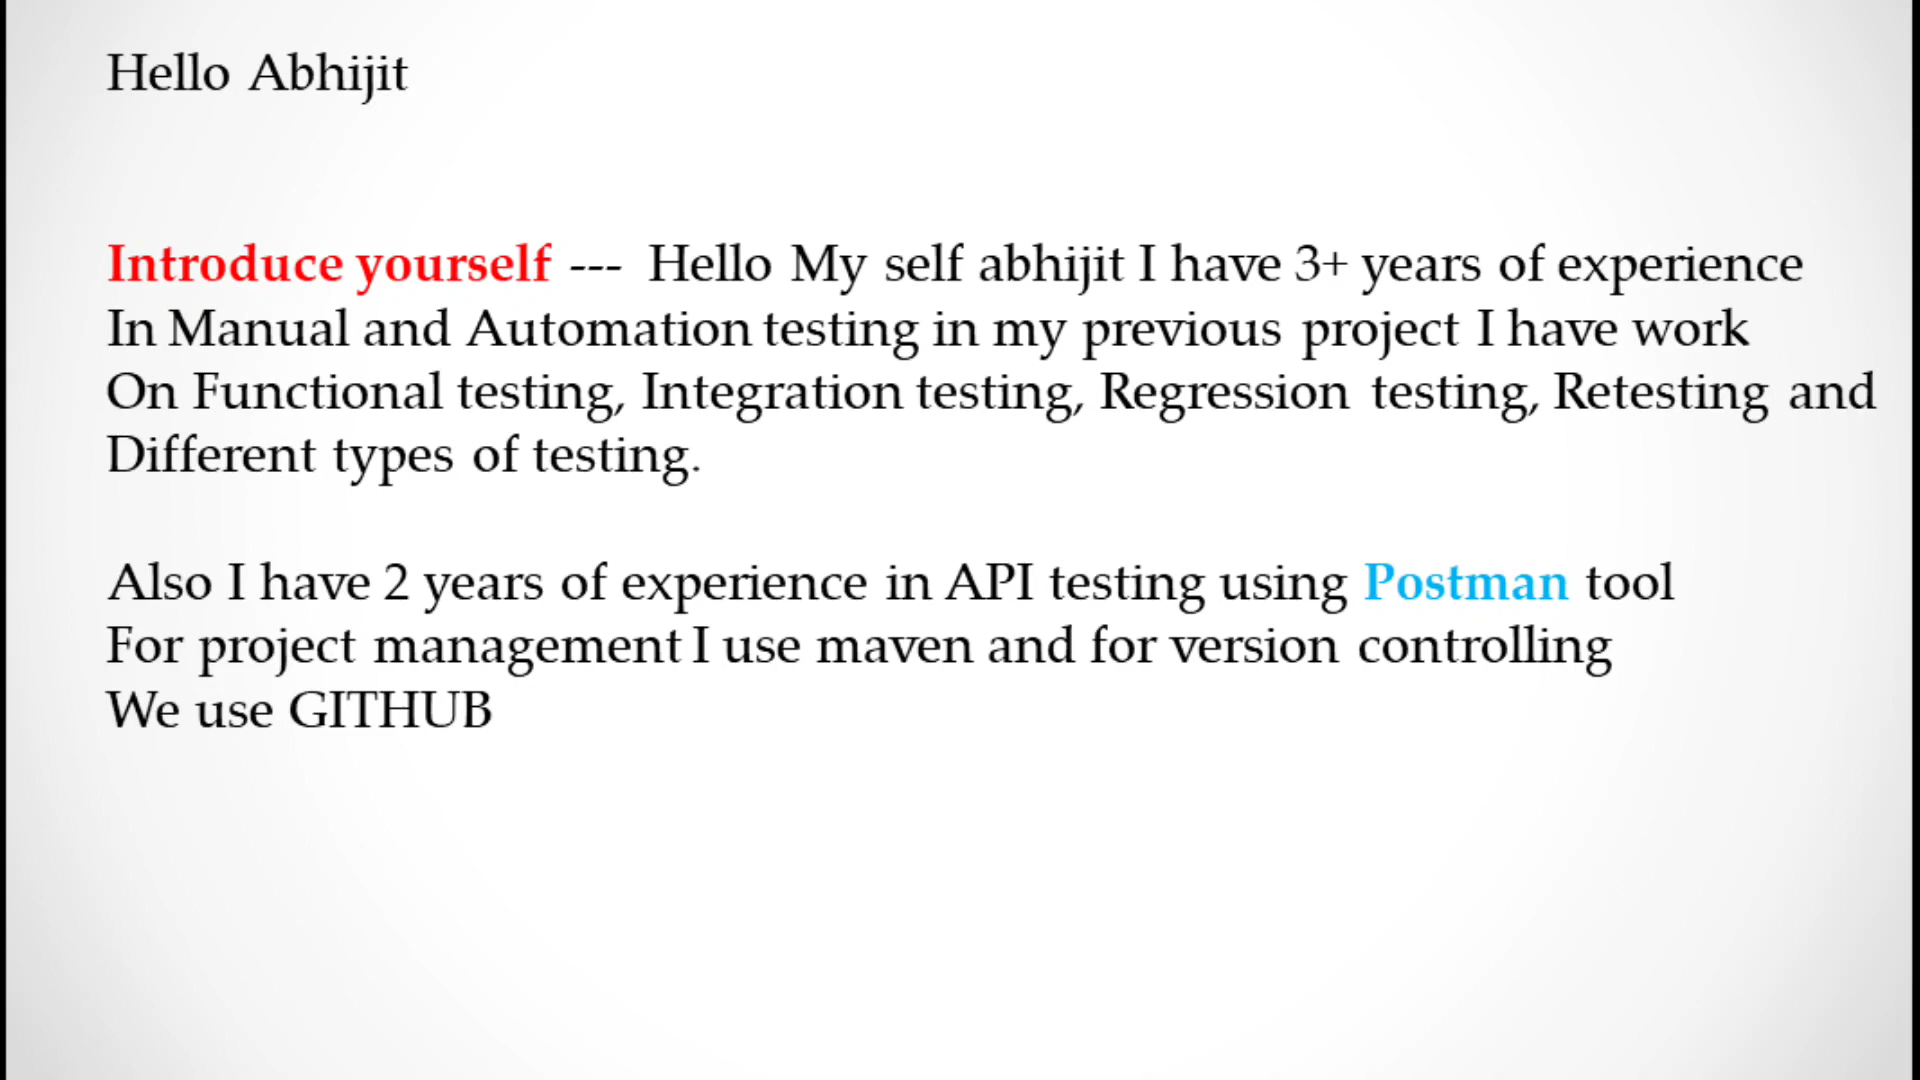 Hello Abhijit
Introduce yourself --- Hello My self abhijit I have 3+ years of experience
In Manual and Automation testing in my previous project I have work
On Functional testing, Integration testing, Regression testing, Retesting and
Different types of testing.
Also I have 2 years of experience in API testing using Postman tool
For project management I use maven and for version controlling
We use GITHUB